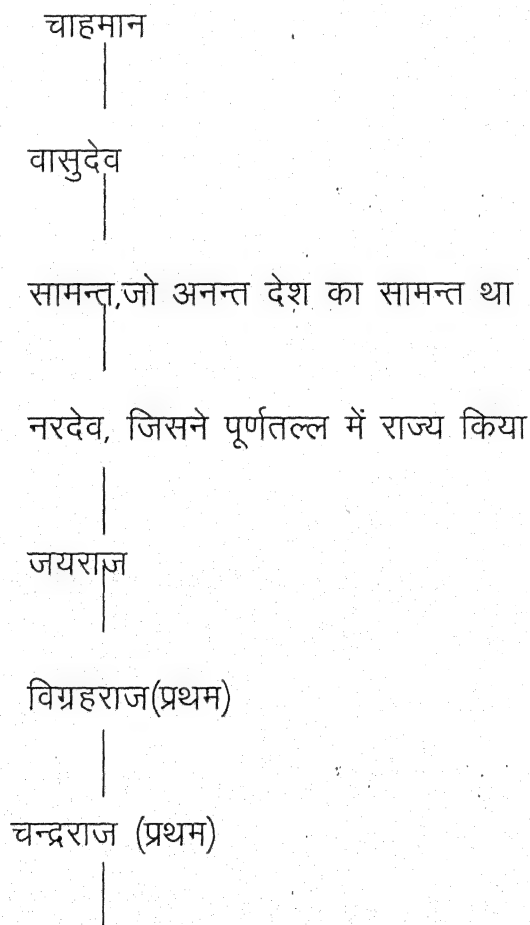 चाहमान
वासुदेव
सामन्त,जो अनन्त देश का सामन्त था
नरदेव, जिसने पूर्णतल्ल में राज्य किया
जयराज
विग्रहराज(प्रथम)
चन्द्रराज (प्रथम)